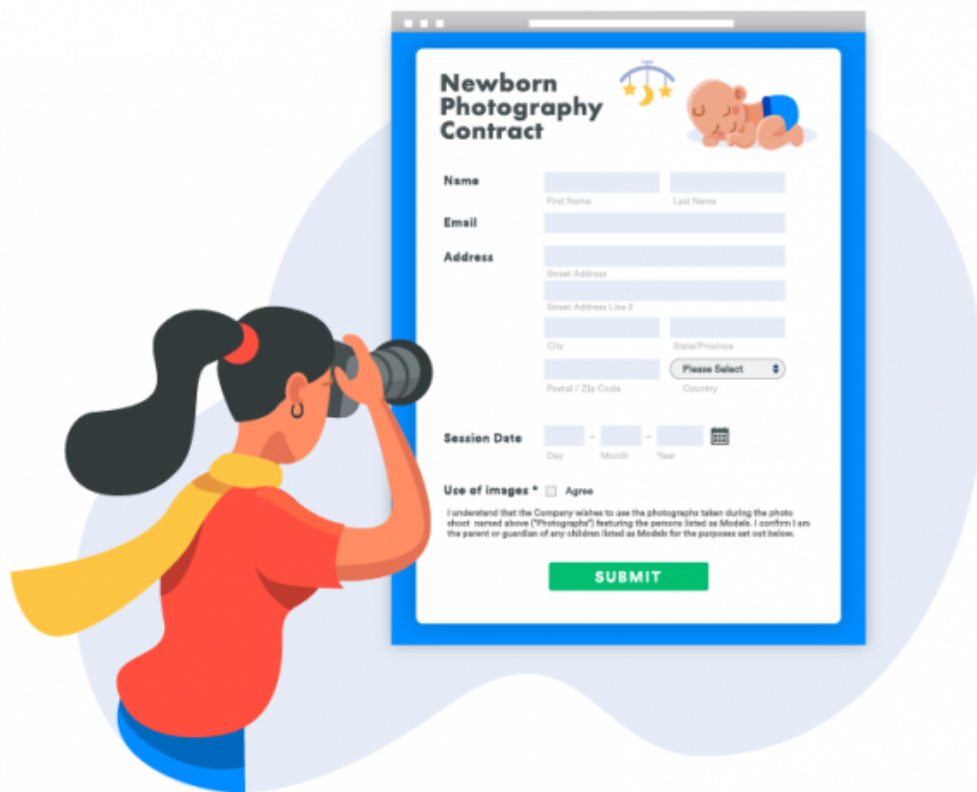 Newborn
Photography
Contract
Name
First Name Last Name
Email
Address
Street Address
Street Address Line 2
City State/Province
Please Select
Postal / Zip Code Country
Session Date - -
Day Month Year
Use of images * Agree
I understand that the Company wishes to use the photographs taken during the photo
shoot named above ("Photographs") featuring the persons listed as Models. I confirm I am
the parent or guardian of any children listed as Models for the purposes set out below.
SUBMIT